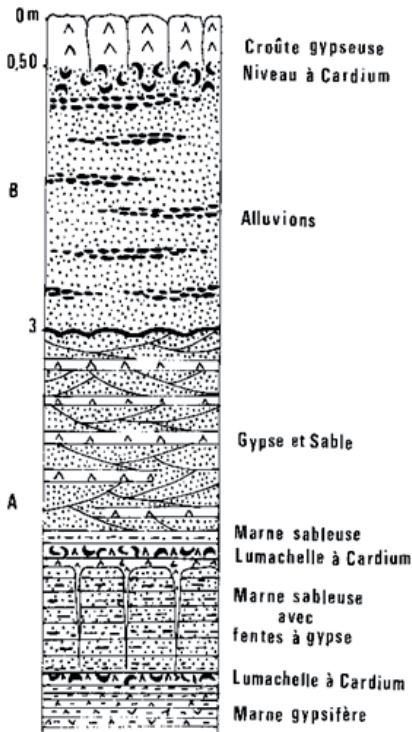 0m
Croûte gypseuse
0,50
Niveau à Cardium
B
Alluvions
3
Gypse et Sable
A
Marne sableuse
Lumachelle à Cardium
Marne sableuse
avec
fentes à gypse
Lumachelle à Cardium
Marne gypsifère